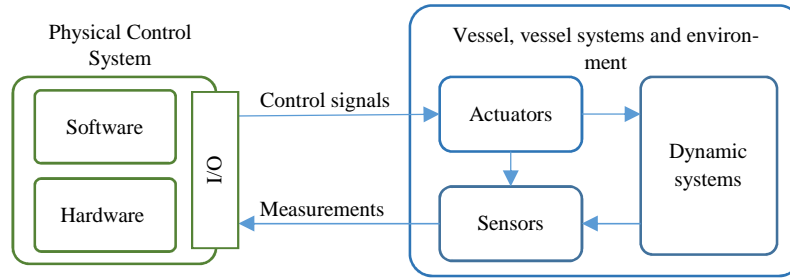 Physical Control
System
Software
Hardware
I/O
Control signals
Measurements
Vessel, vessel systems and environ-
ment
Actuators
Sensors
Dynamic
systems